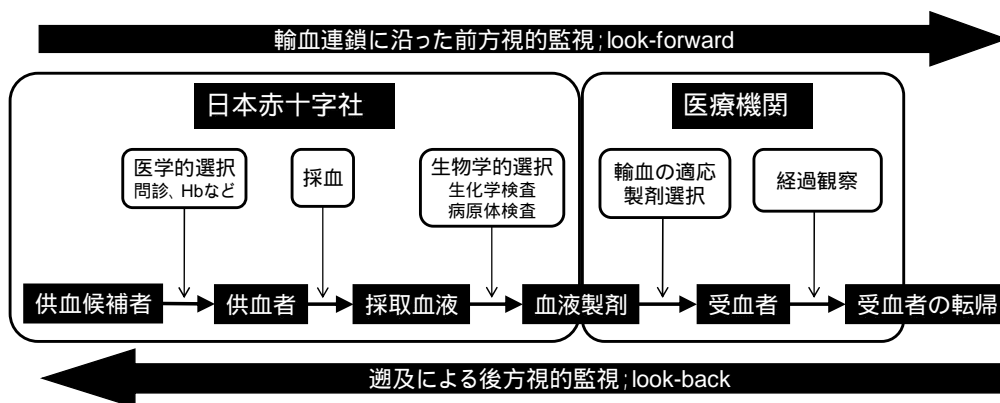 輸血連鎖に沿った前方視的監視;look-forward
日本赤十字社
医療機関
医学的選択
問診、Hbなど
採血
生物学的選択
生化学検査
病原体検査
輸血の適応
製剤選択
経過観察
供血候補者
供血者
採取血液
血液製剤
受血者
受血者の転帰
遡及による後方視的監視;look-back